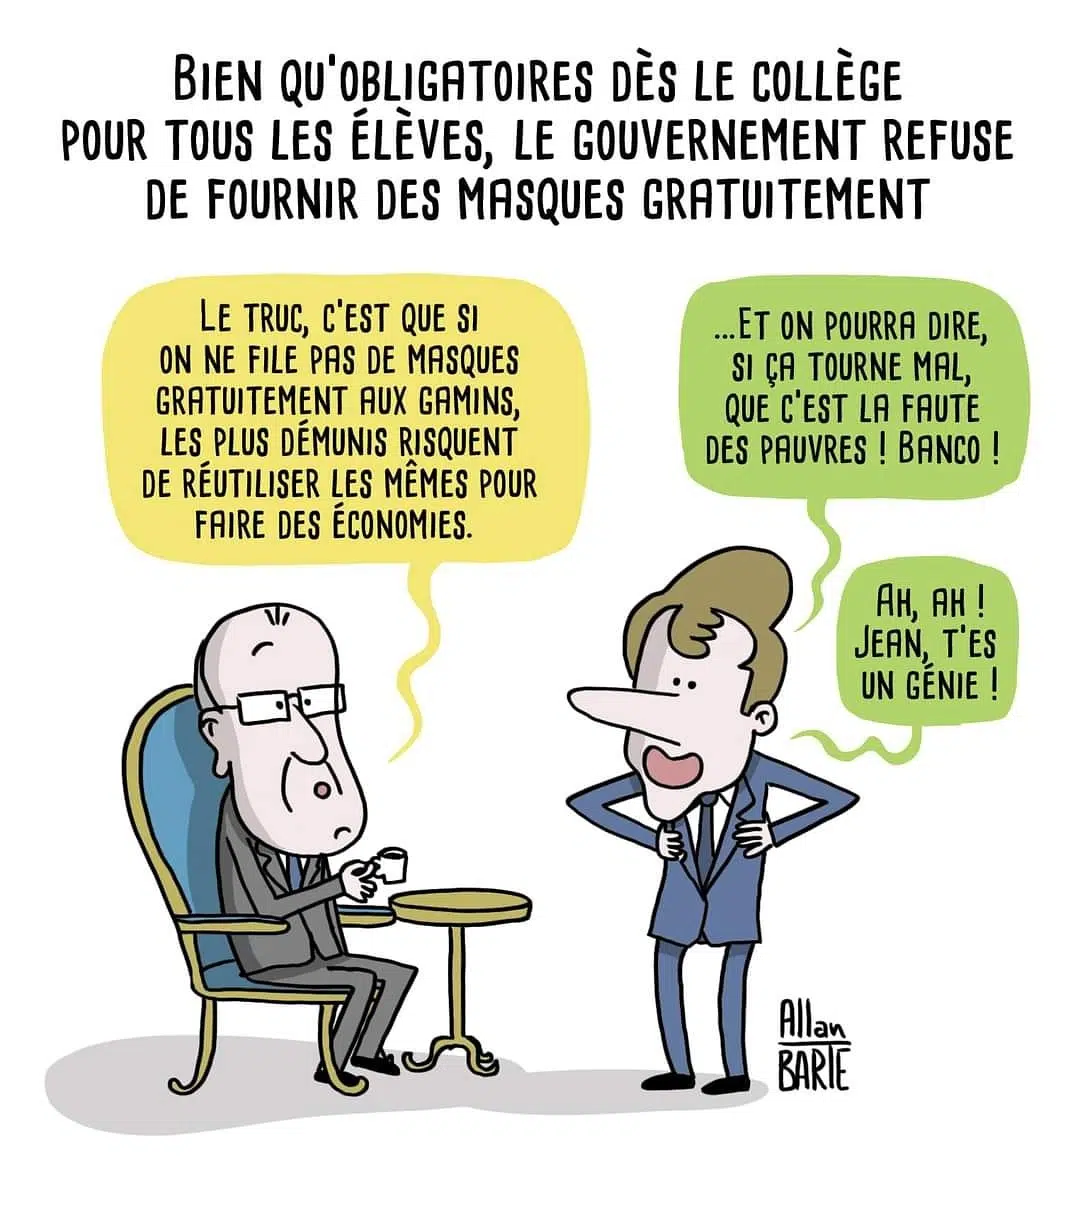 BIEN QU'OBLIGATOIRES DÈS LE COLLÈGE
POUR TOUS LES ÉLÈVES, LE GOUVERNEMENT REFUSE
DE FOURNIR DES MASQUES GRATUITEMENT
LE TRUC, C'EST QUE SI
ON NE FILE PAS DE MASQUES
GRATUITEMENT AUX GAMINS,
LES PLUS DÉMUNIS RISQUENT
DE RÉUTILISER LES MÊMES POUR
FAIRE DES ÉCONOMIES.
...ET ON POURRA DIRE,
SI ÇA TOURNE MAL,
QUE C'EST LA FAUTE
DES PAUVRES ! BANCO !
AH, AH !
JEAN, T'ES
UN GÉNIE !
Allan
BARTE